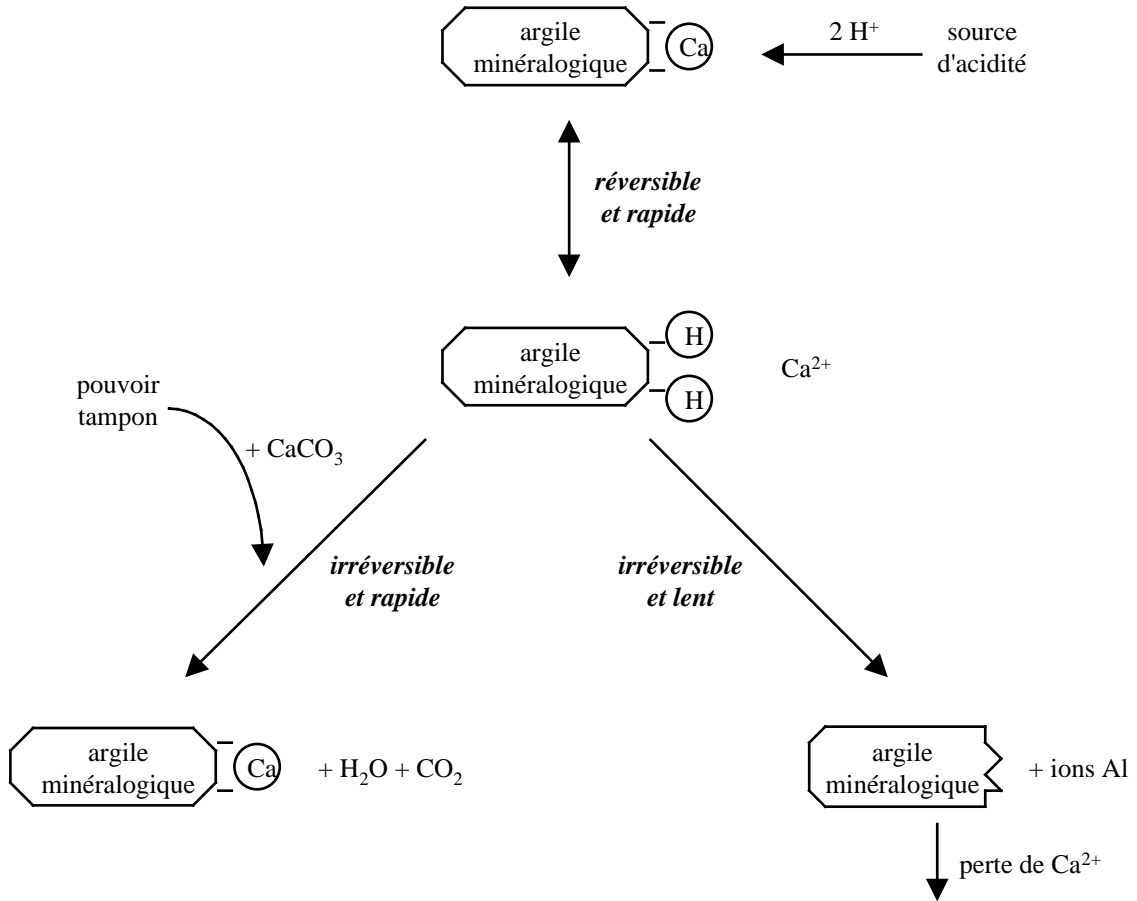 argile
minéralogique
Ca
2 H⁺
source
d'acidité
réversible
et rapide
argile
minéralogique
H
H
Ca²⁺
pouvoir
tampon
+ CaCO₃
irréversible
et rapide
irréversible
et lent
argile
minéralogique
Ca
+ H₂O + CO₂
argile
minéralogique
+ ions Al
perte de Ca²⁺